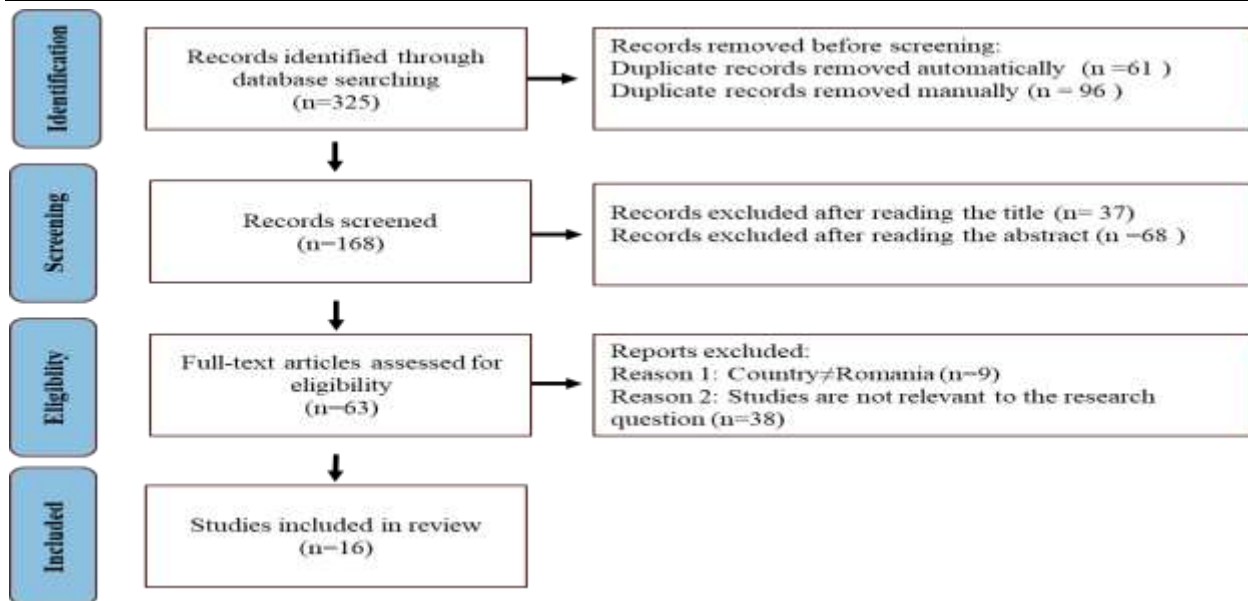 Identification
Records identified through
database searching
(n=325)
Records removed before screening:
Duplicate records removed automatically (n =61 )
Duplicate records removed manually (n = 96 )
Screening
Records screened
(n=168)
Records excluded after reading the title (n= 37)
Records excluded after reading the abstract (n =68 )
Eligiblity
Full-text articles assessed for
eligibility
(n=63)
Reports excluded:
Reason 1: Country≠Romania (n=9)
Reason 2: Studies are not relevant to the research
question (n=38)
Included
Studies included in review
(n=16)